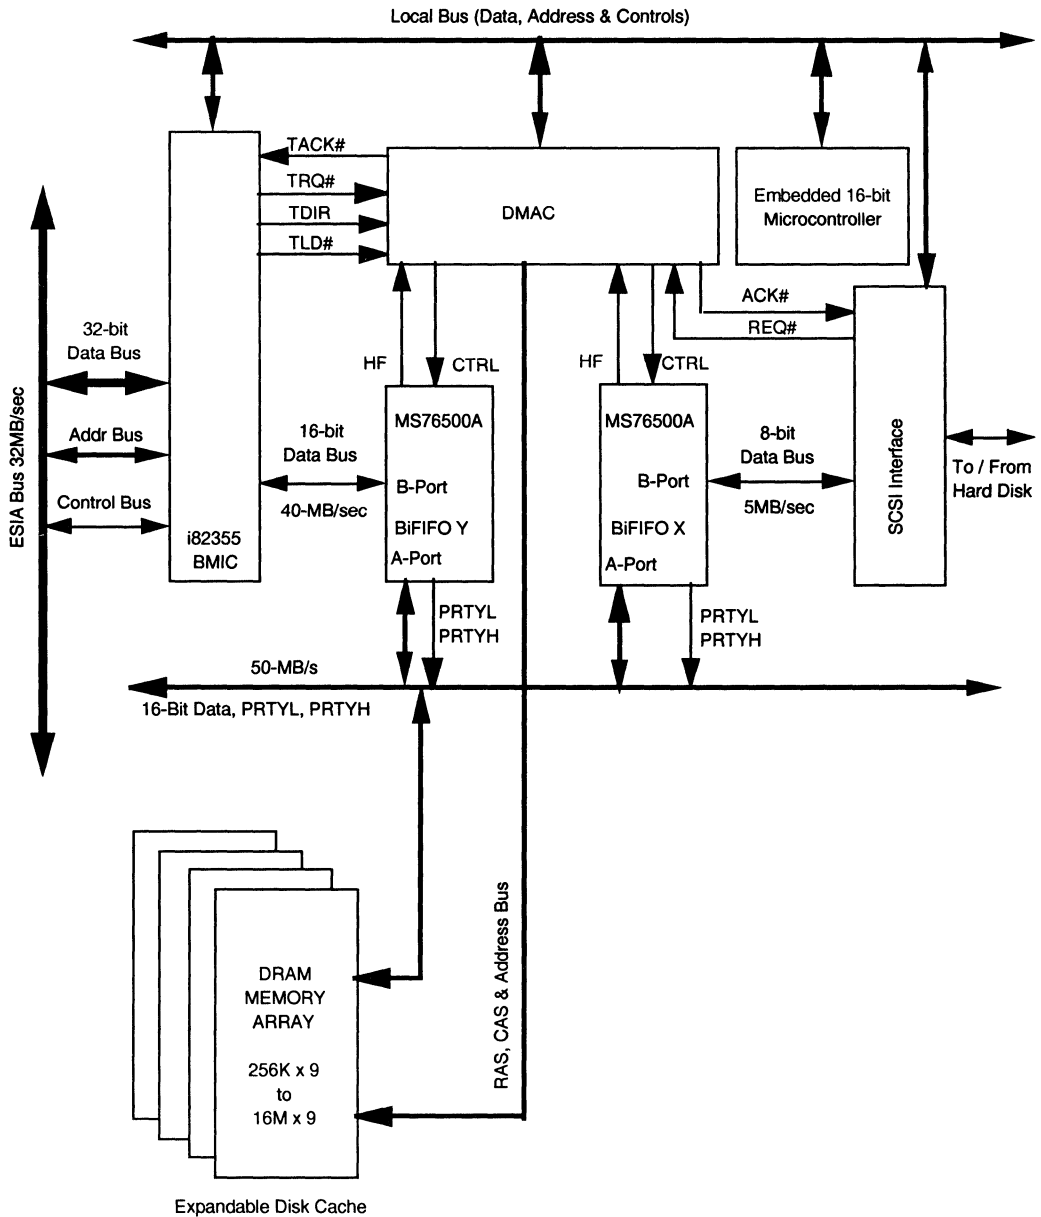 Local Bus (Data, Address & Controls)
TACK#
TRQ#
TDIR
TLD#
DMAC
Embedded 16-bit
Microcontroller
ACK#
REQ#
32-bit
Data Bus
Addr Bus
Control Bus
ESIA Bus 32MB/sec
i82355
BMIC
16-bit
Data Bus
40-MB/sec
HF
CTRL
MS76500A
B-Port
BiFIFO Y
A-Port
PRTYL
PRTYH
HF
CTRL
MS76500A
B-Port
BiFIFO X
A-Port
PRTYL
PRTYH
8-bit
Data Bus
5MB/sec
SCSI Interface
To / From
Hard Disk
50-MB/s
16-Bit Data, PRTYL, PRTYH
RAS, CAS & Address Bus
DRAM
MEMORY
ARRAY
256K x 9
to
16M x 9
Expandable Disk Cache